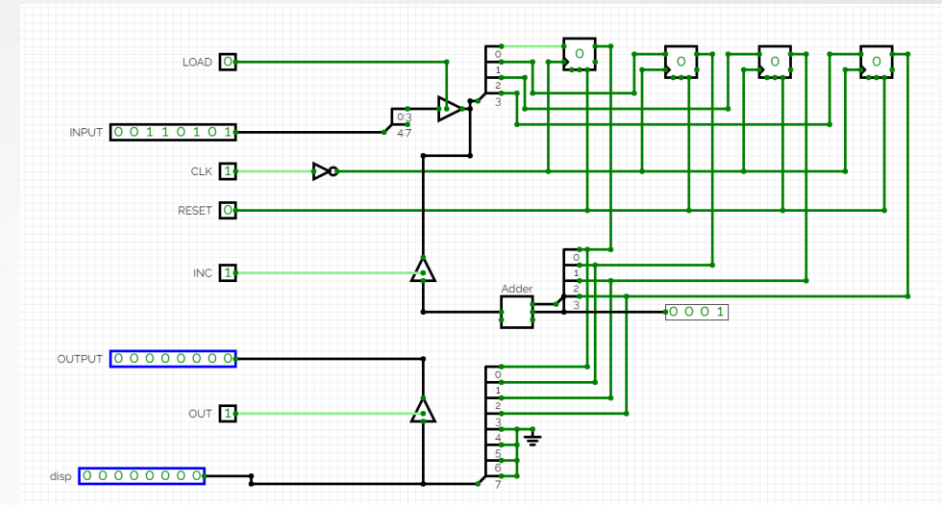 LOAD 0
0
0
0
0
0
1
2
3
INPUT 0 0 1 1 0 1 0 1
0:3
4:7
CLK 1
RESET 0
INC 1
0
1
2
3
Adder
0 0 0 1
OUTPUT 0 0 0 0 0 0 0 0
OUT 1
0
1
2
3
4
5
6
7
disp 0 0 0 0 0 0 0 0